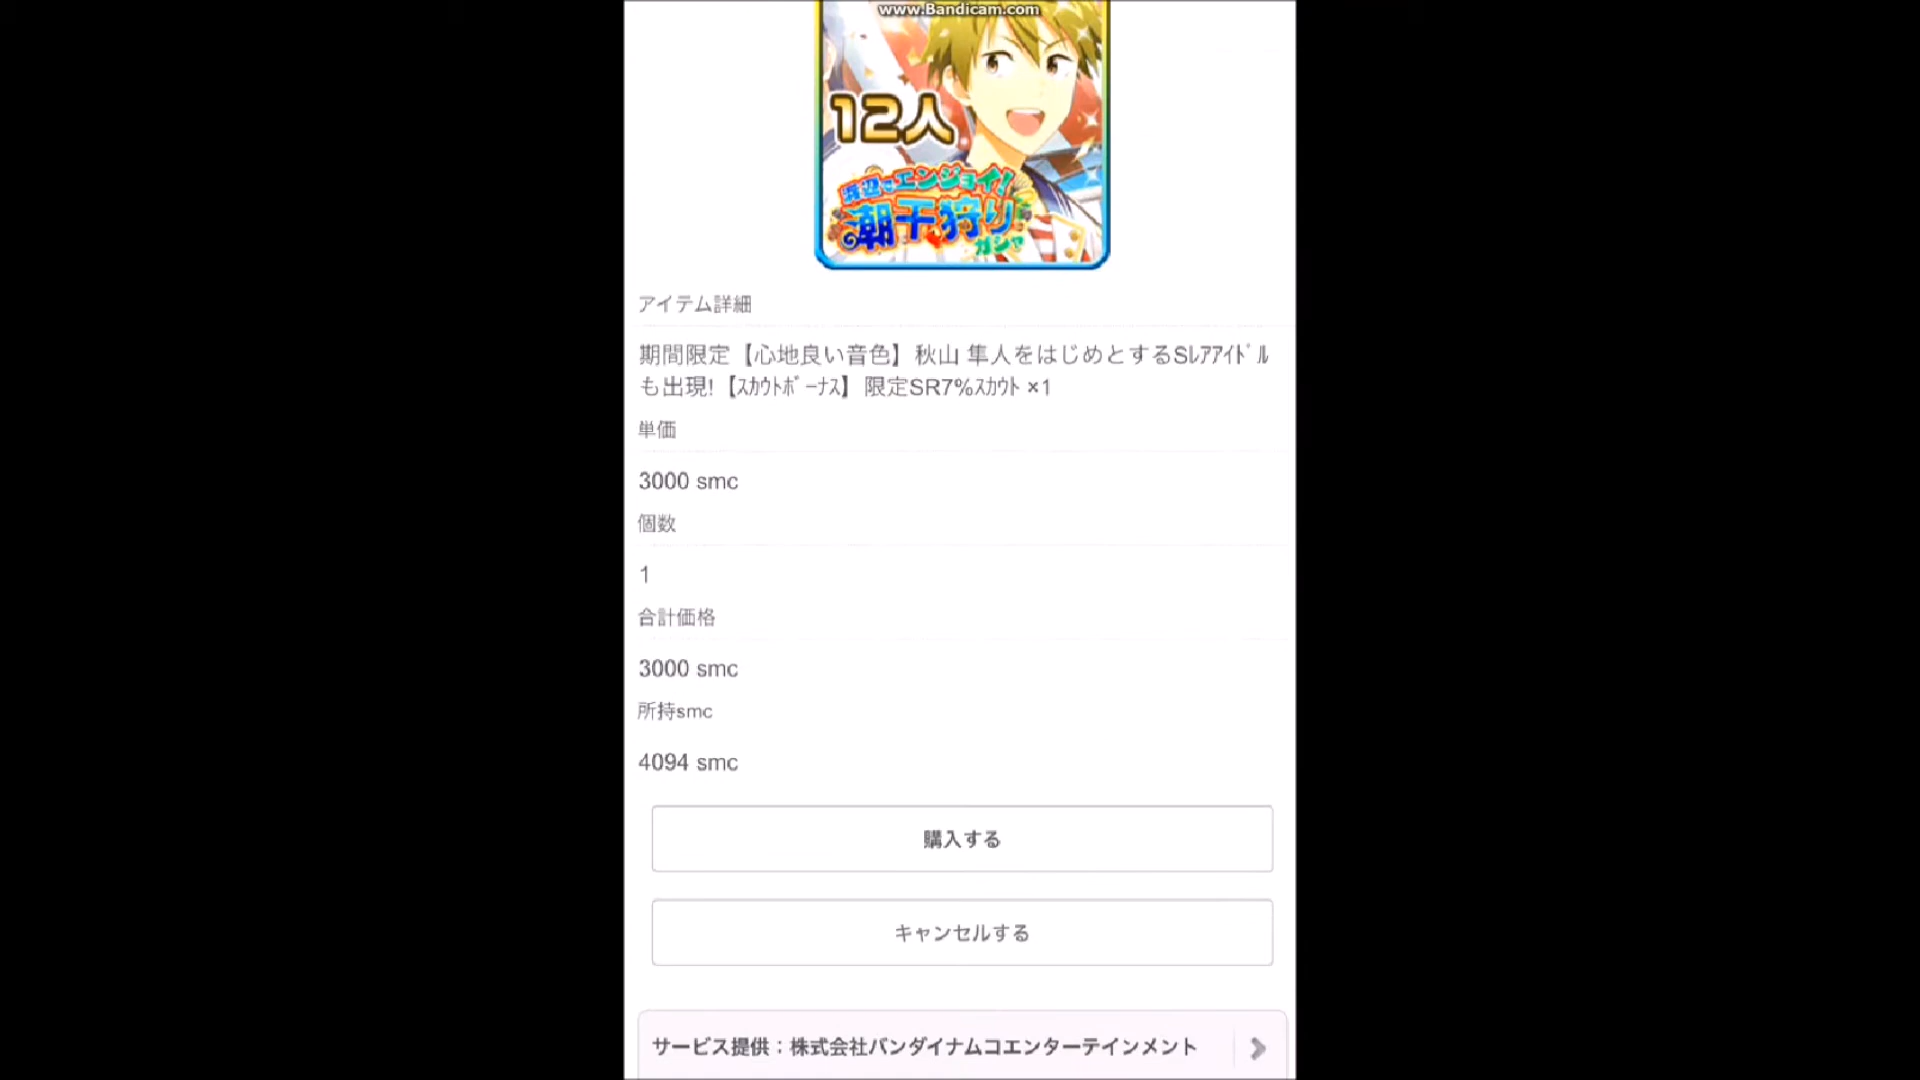 www.Bandicam.com
12人
浜辺でエンジョイ!
潮干狩り
ガシャ
アイテム詳細
期間限定【心地良い音色】秋山 隼人をはじめとするSﾚｱアイﾄﾞﾙ
も出現!【ｽｶｳﾄﾎﾞｰﾅｽ】限定SR7%ｽｶｳﾄ ×1
単価
3000 smc
個数
1
合計価格
3000 smc
所持smc
4094 smc
購入する
キャンセルする
サービス提供：株式会社バンダイナムコエンターテインメント